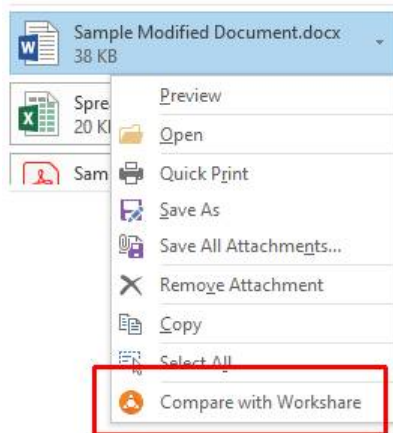 Sample Modified Document.docx
38 KB
Spre
20 KI
Sam
Preview
Open
Quick Print
Save As
Save All Attachments...
Remove Attachment
Copy
Select All
Compare with Workshare